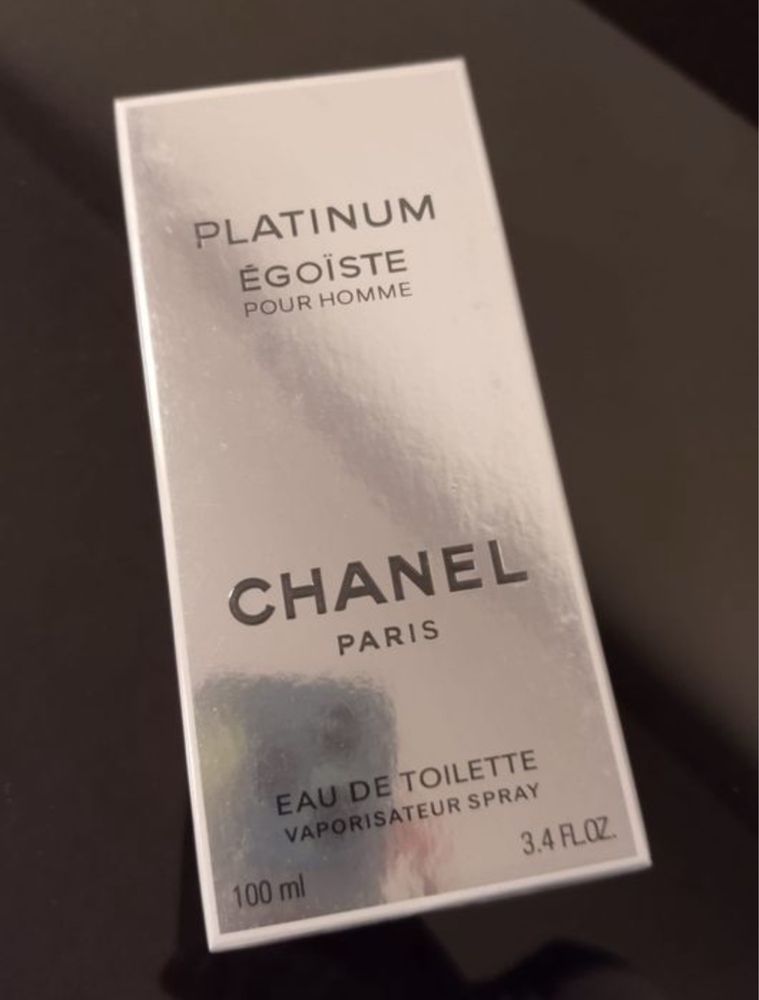 PLATINUM
ÉGOÏSTE
POUR HOMME
CHANEL
PARIS
EAU DE TOILETTE
VAPORISATEUR SPRAY
100 ml 3.4 FL.OZ.